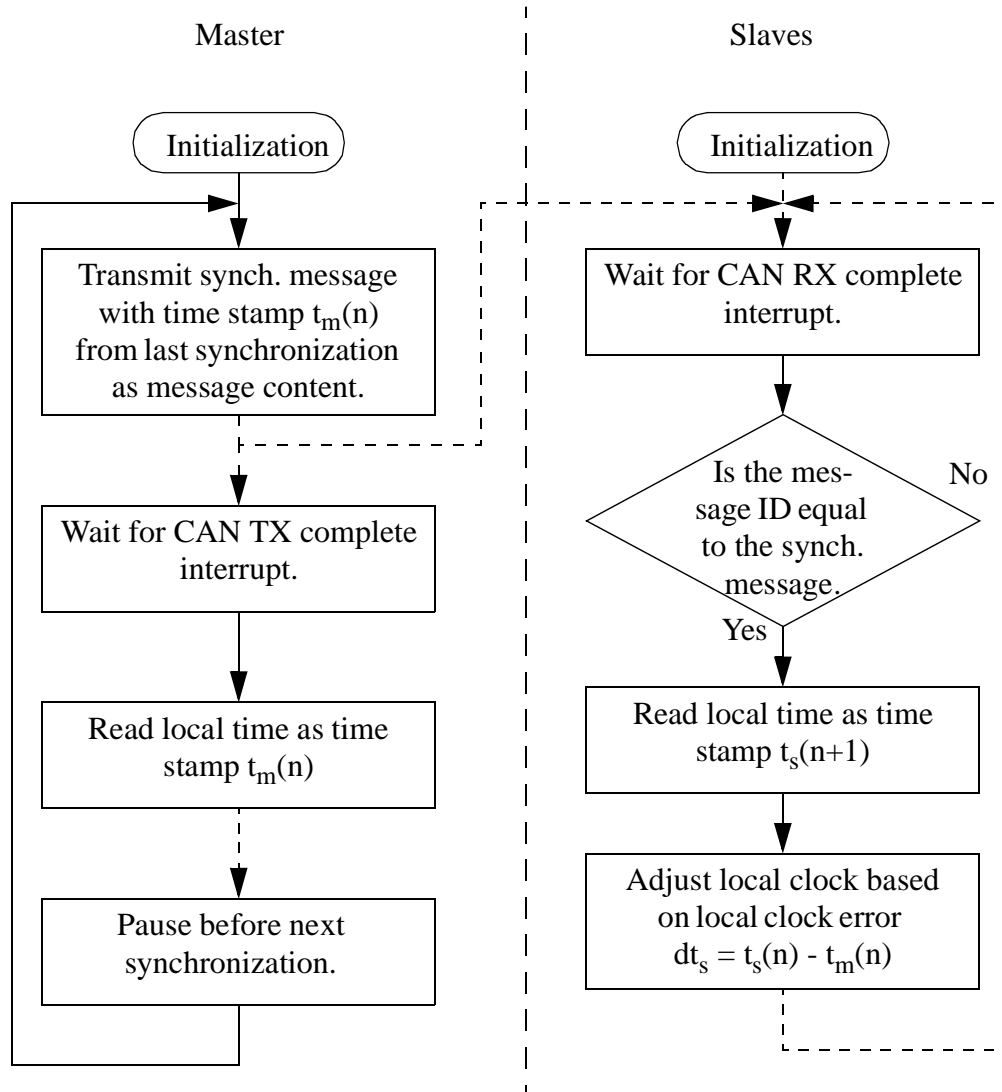 Master
Initialization
Transmit synch. message
with time stamp tm(n)
from last synchronization
as message content.
Wait for CAN TX complete
interrupt.
Read local time as time
stamp tm(n)
Pause before next
synchronization.
Slaves
Initialization
Wait for CAN RX complete
interrupt.
Is the mes-
sage ID equal
to the synch.
message.
No
Yes
Read local time as time
stamp ts(n+1)
Adjust local clock based
on local clock error
dts = ts(n) - tm(n)